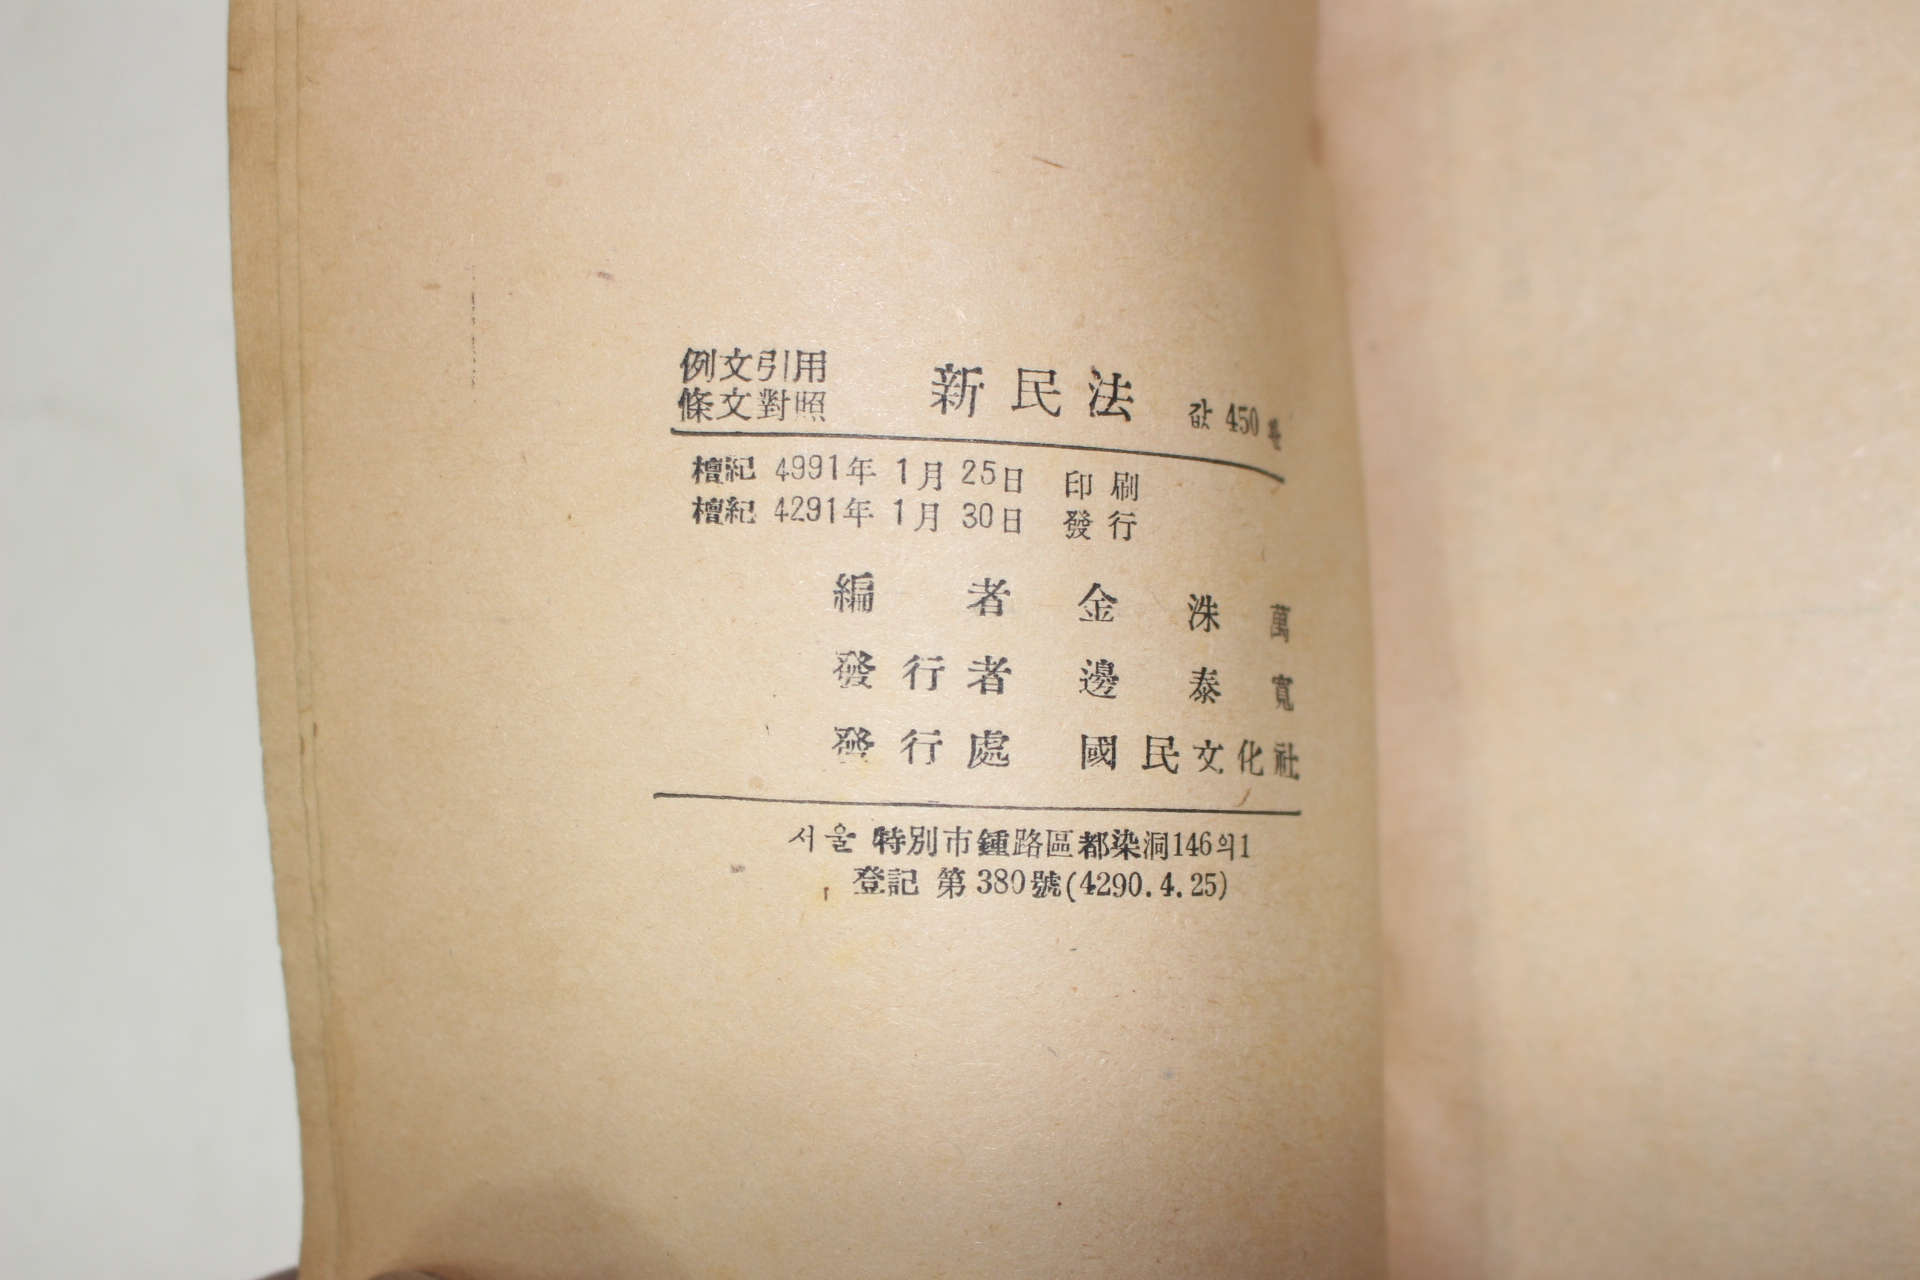 例文引用
條文對照 新民法 값 450환
檀紀 4991年 1月 25日 印刷
檀紀 4291年 1月 30日 發行
編者 金洙萬
發行者 邊泰寬
發行處 國民文化社
서울 特別市鍾路區都染洞146의1
登記 第 380號(4290.4.25)